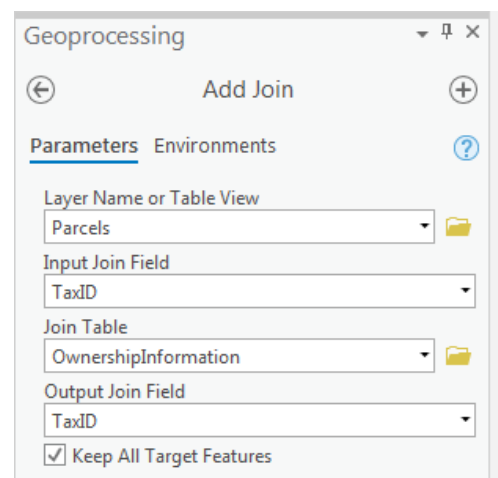 Geoprocessing
Add Join
Parameters Environments
Layer Name or Table View
Parcels
Input Join Field
TaxID
Join Table
OwnershipInformation
Output Join Field
TaxID
Keep All Target Features